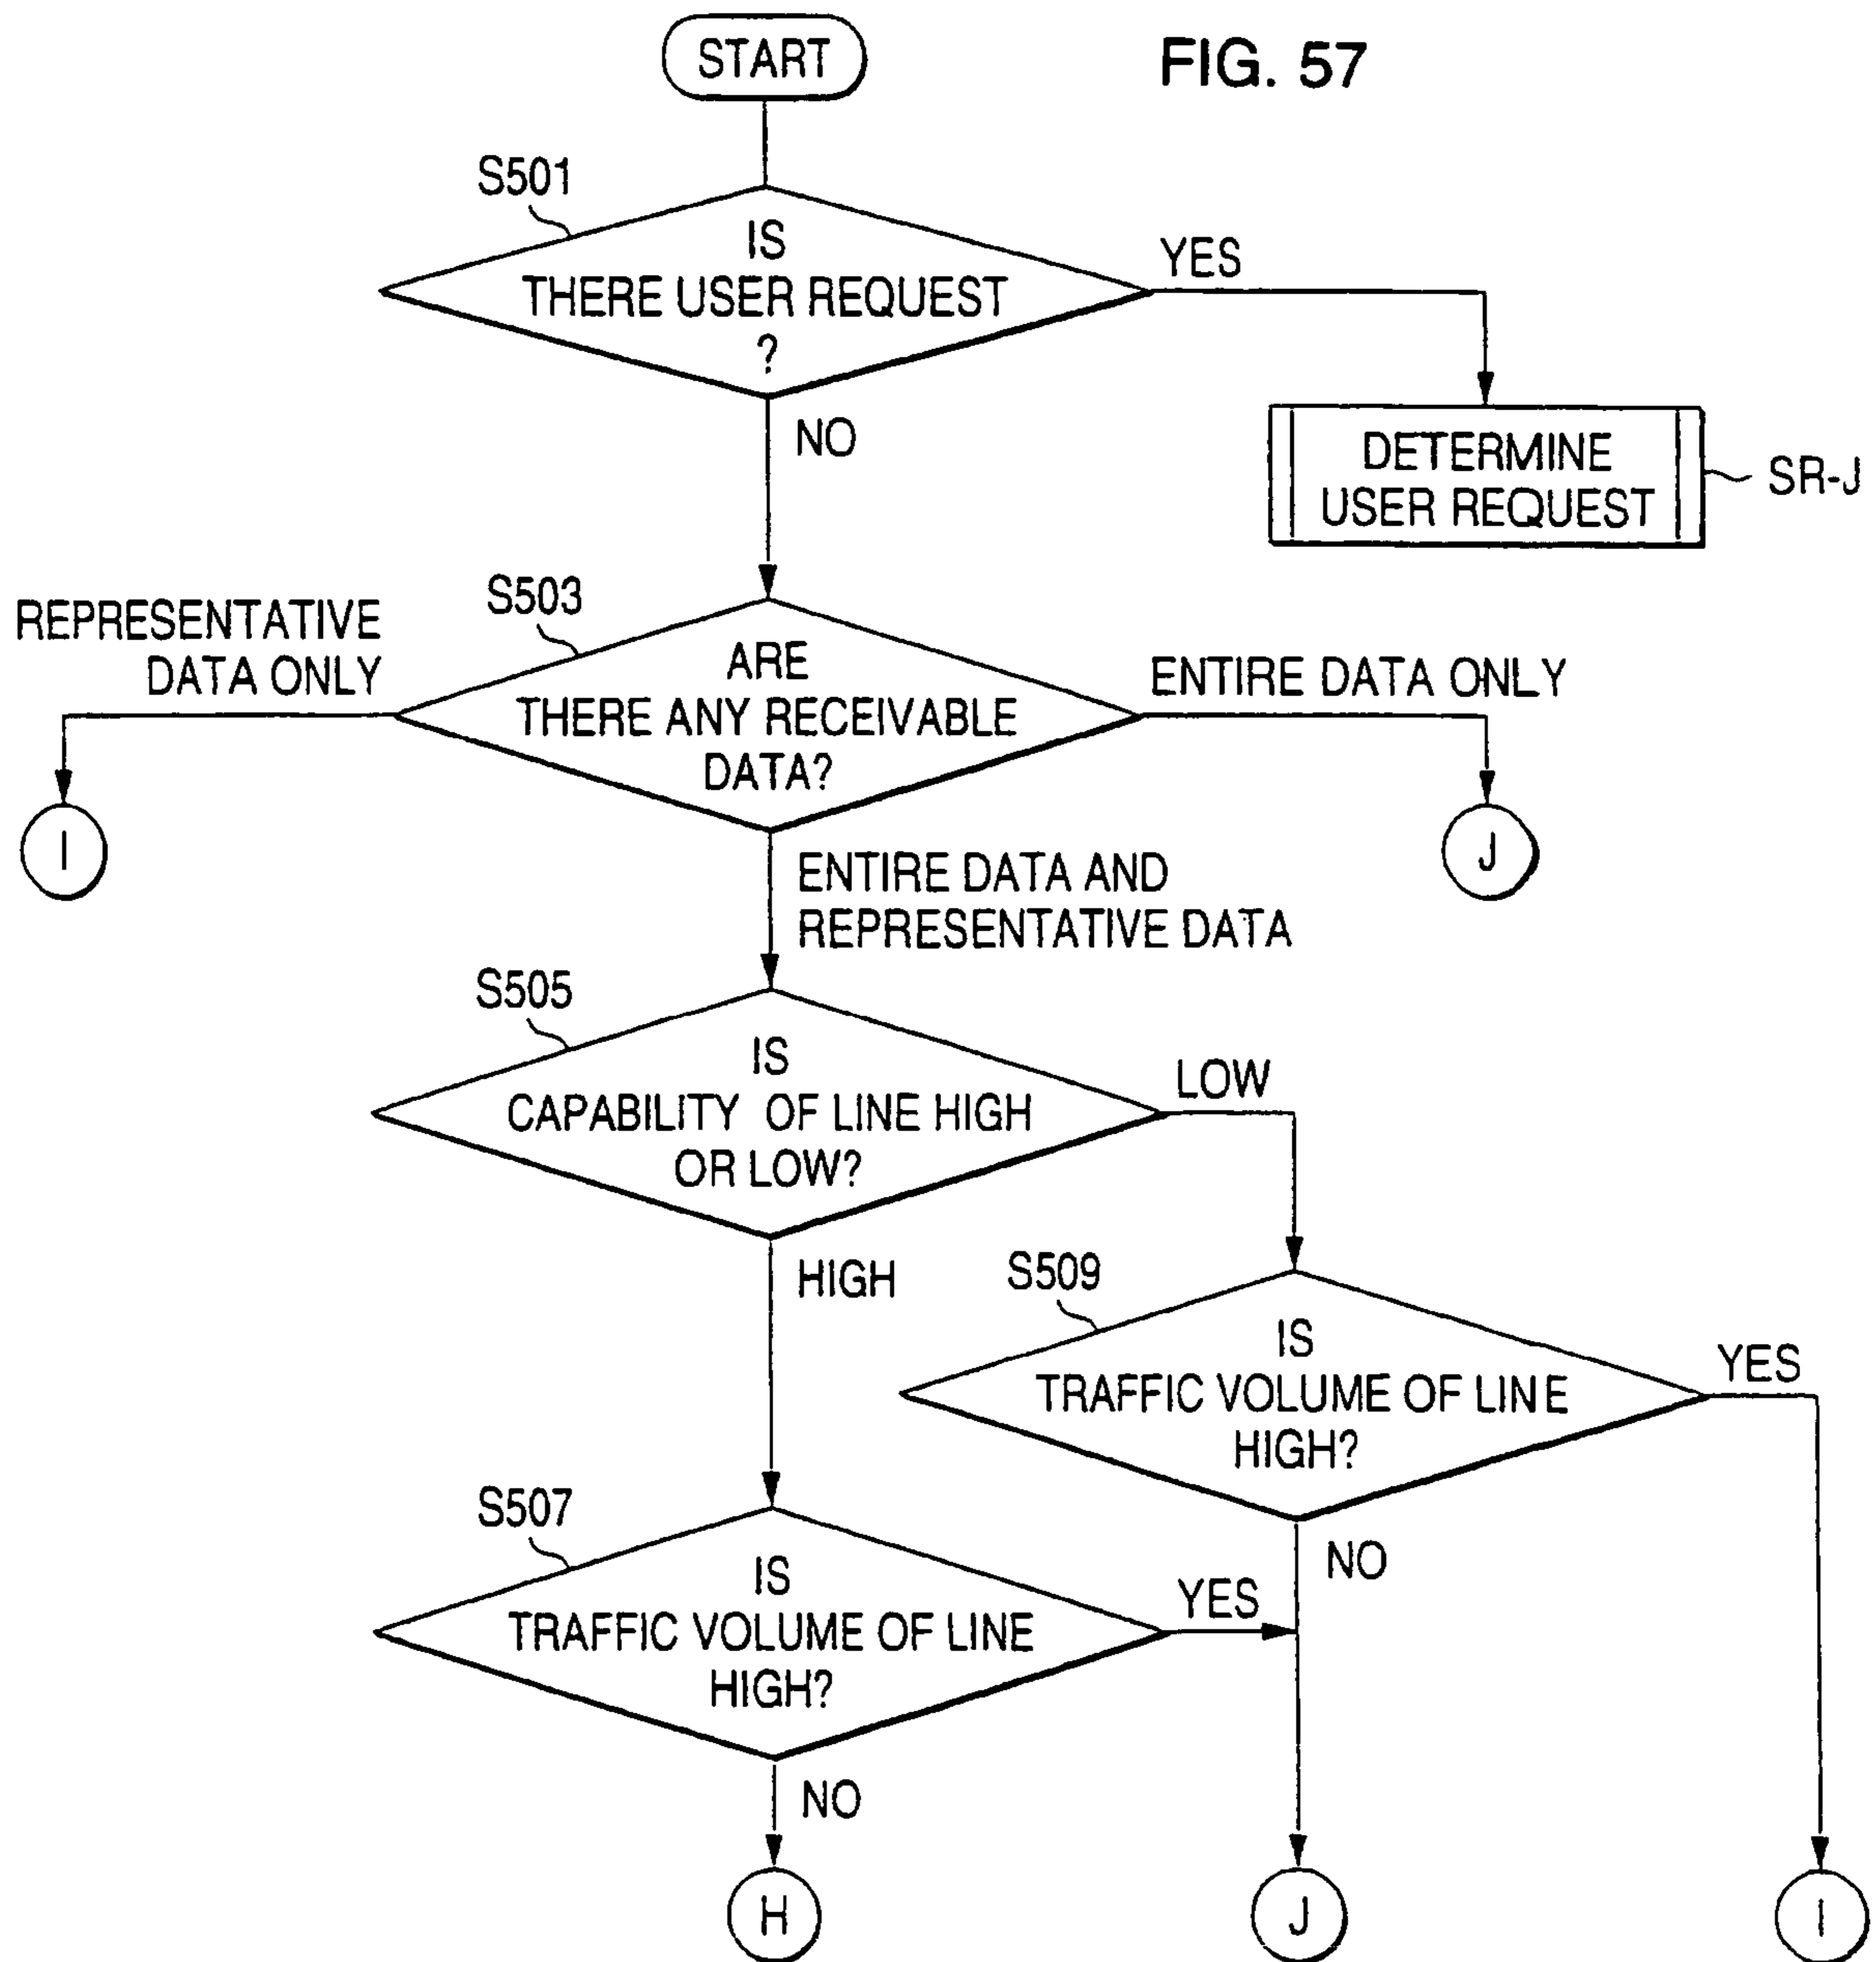 START
FIG. 57
S501
IS
THERE USER REQUEST
?
YES
NO
DETERMINE
USER REQUEST
SR-J
S503
REPRESENTATIVE
DATA ONLY
ARE
THERE ANY RECEIVABLE
DATA?
ENTIRE DATA ONLY
I
J
ENTIRE DATA AND
REPRESENTATIVE DATA
S505
IS
CAPABILITY OF LINE HIGH
OR LOW?
LOW
HIGH
S509
IS
TRAFFIC VOLUME OF LINE
HIGH?
YES
NO
S507
IS
TRAFFIC VOLUME OF LINE
HIGH?
YES
NO
H
J
I